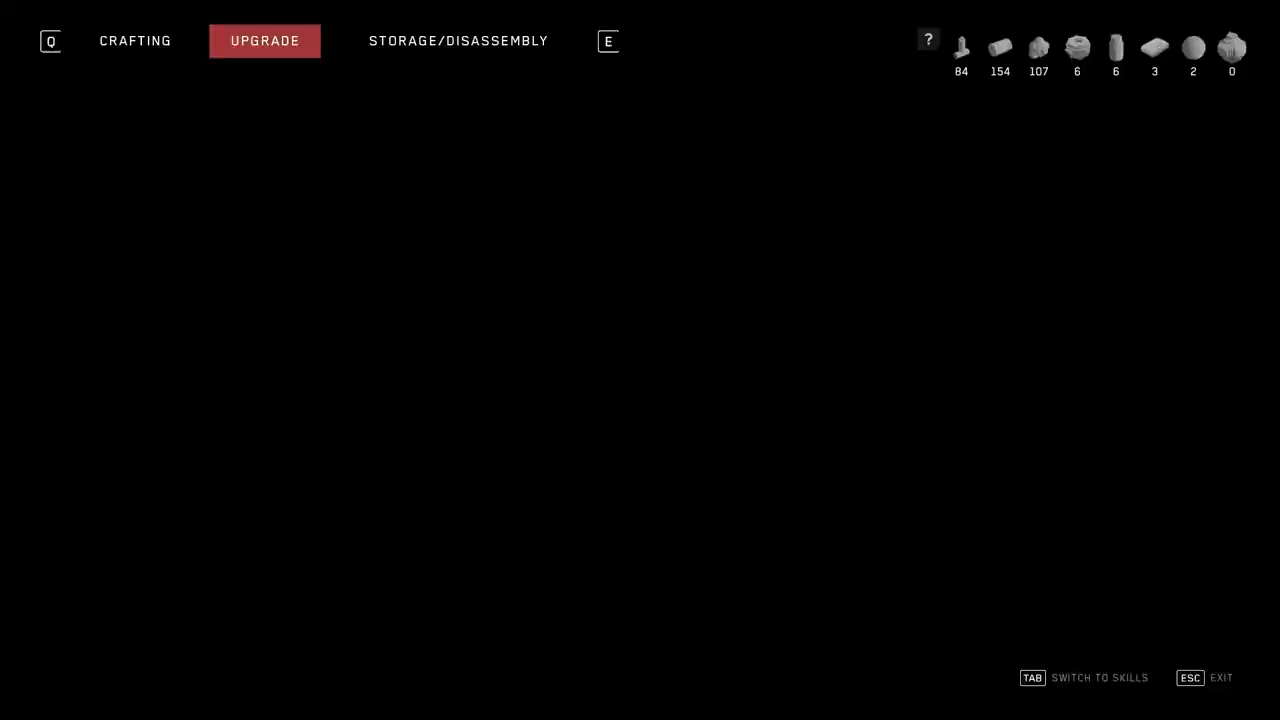 Q CRAFTING UPGRADE STORAGE/DISASSEMBLY E ?
84 154 107 6 6 3 2 0
TAB SWITCH TO SKILLS ESC EXIT